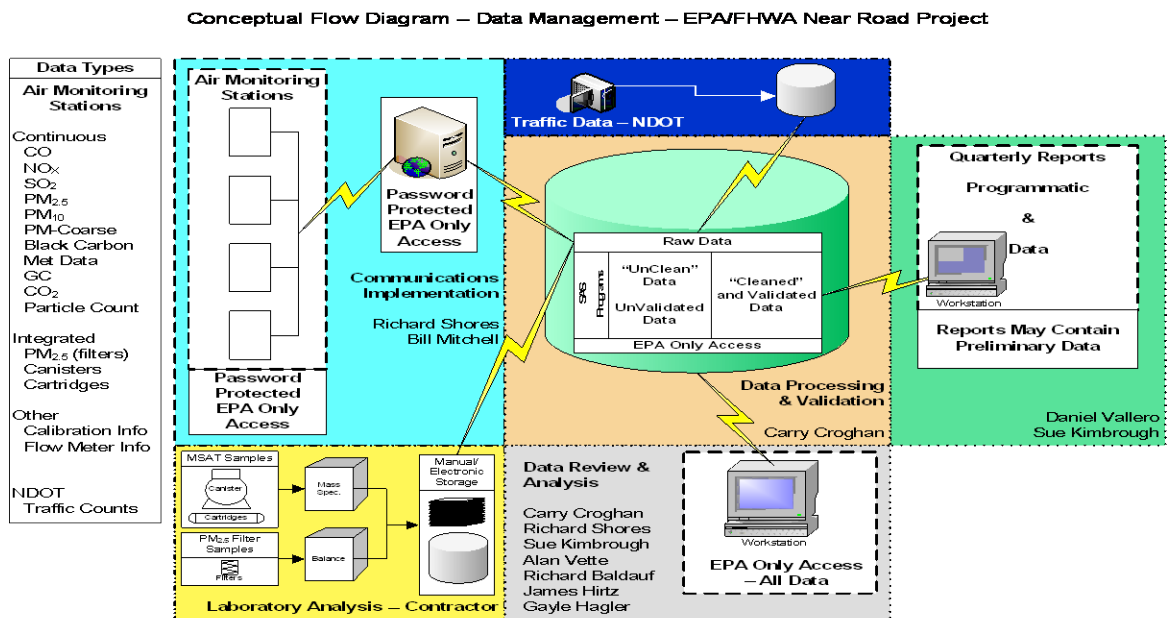 Conceptual Flow Diagram – Data Management – EPA/FHWA Near Road Project
Data Types
Air Monitoring
Stations
Continuous
CO
NOX
SO2
PM2.5
PM10
PM-Coarse
Black Carbon
Met Data
GC
CO2
Particle Count
Integrated
PM2.5 (filters)
Canisters
Cartridges
Other
Calibration Info
Flow Meter Info
NDOT
Traffic Counts
Air Monitoring
Stations
Password
Protected
EPA Only
Access
Password
Protected
EPA Only
Access
Communications
Implementation
Richard Shores
Bill Mitchell
Traffic Data – NDOT
Raw Data
SAS
Programs
“UnClean”
Data
UnValidated
Data
“Cleaned”
and Validated
Data
EPA Only Access
Data Processing
& Validation
Carry Croghan
Quarterly Reports
Programmatic
&
Data
Workstation
Reports May Contain
Preliminary Data
Daniel Vallero
Sue Kimbrough
MSAT Samples
Canister
Cartridges
Mass
Spec.
PM2.5 Filter
Samples
Filters
Balance
Manual/
Electronic
Storage
Laboratory Analysis – Contractor
Data Review &
Analysis
Carry Croghan
Richard Shores
Sue Kimbrough
Alan Vette
Richard Baldauf
James Hirtz
Gayle Hagler
Workstation
EPA Only Access
– All Data